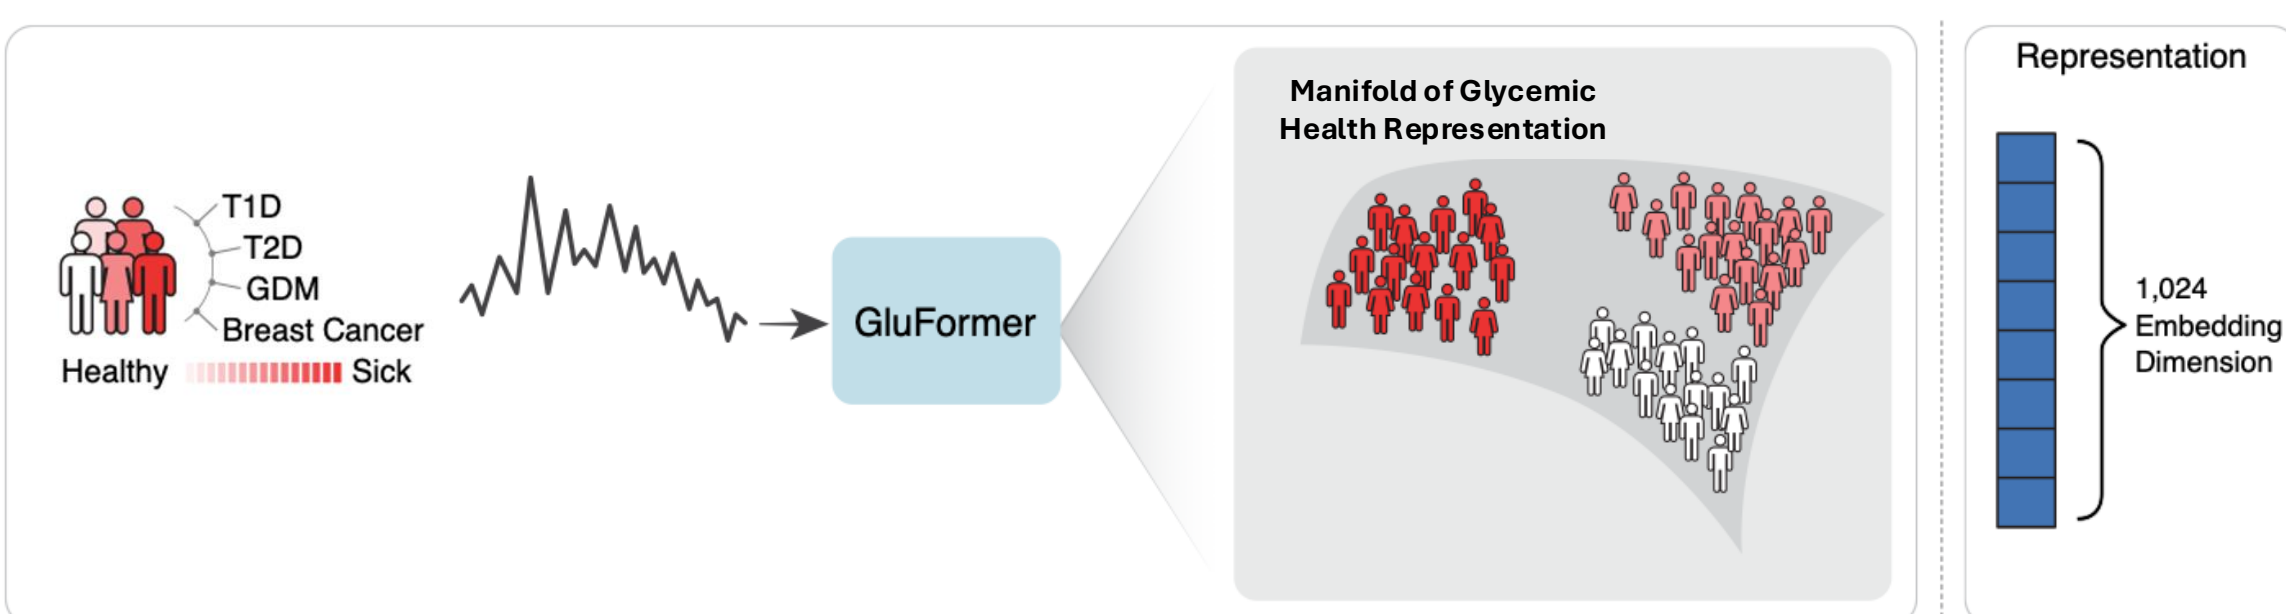 T1D
T2D
GDM
Breast Cancer
Healthy
Sick
GluFormer
Manifold of Glycemic
Health Representation
Representation
1,024
Embedding
Dimension